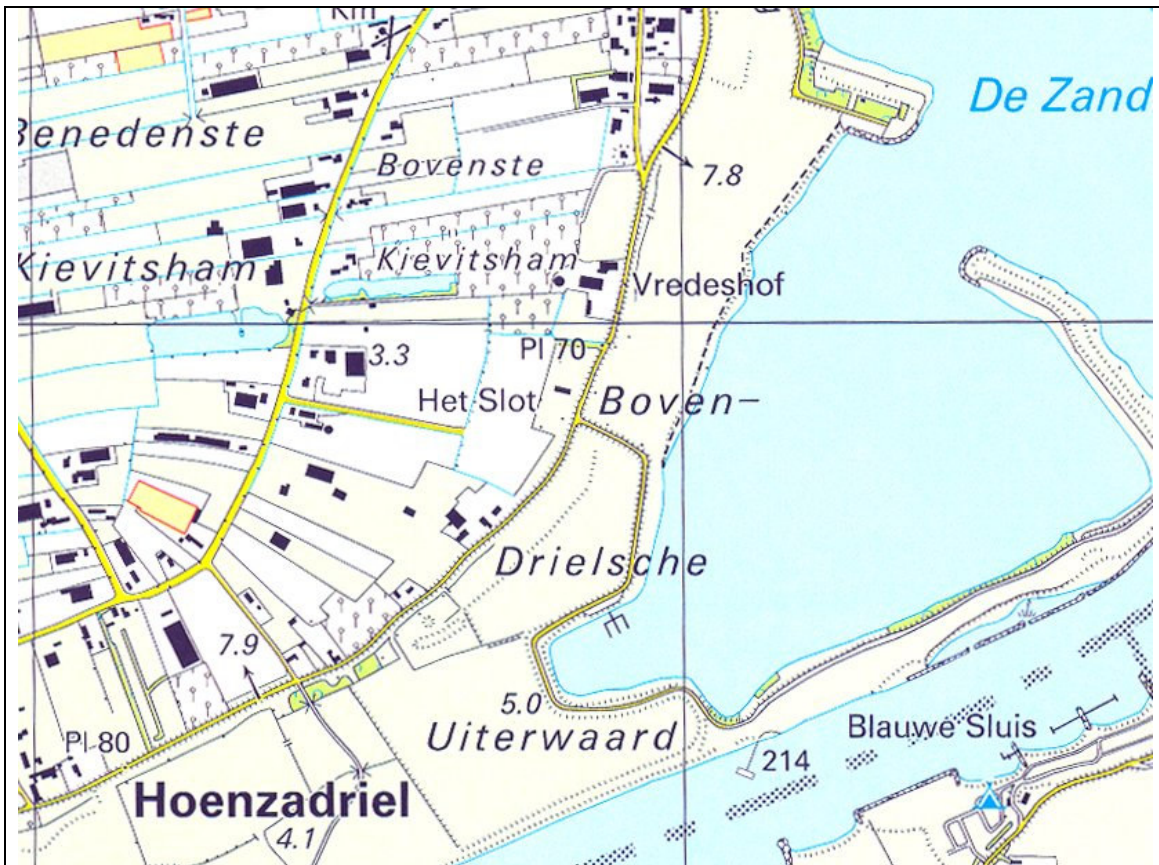 De Zand
Benedenste
Bovenste
7.8
Kievitsham
Kievitsham
Vredeshof
3.3
Pl 70
Het Slot
Boven-
Drielsche
7.9
5.0
Uiterwaard
Blauwe Sluis
Pl 80
214
Hoenzadriel
4.1